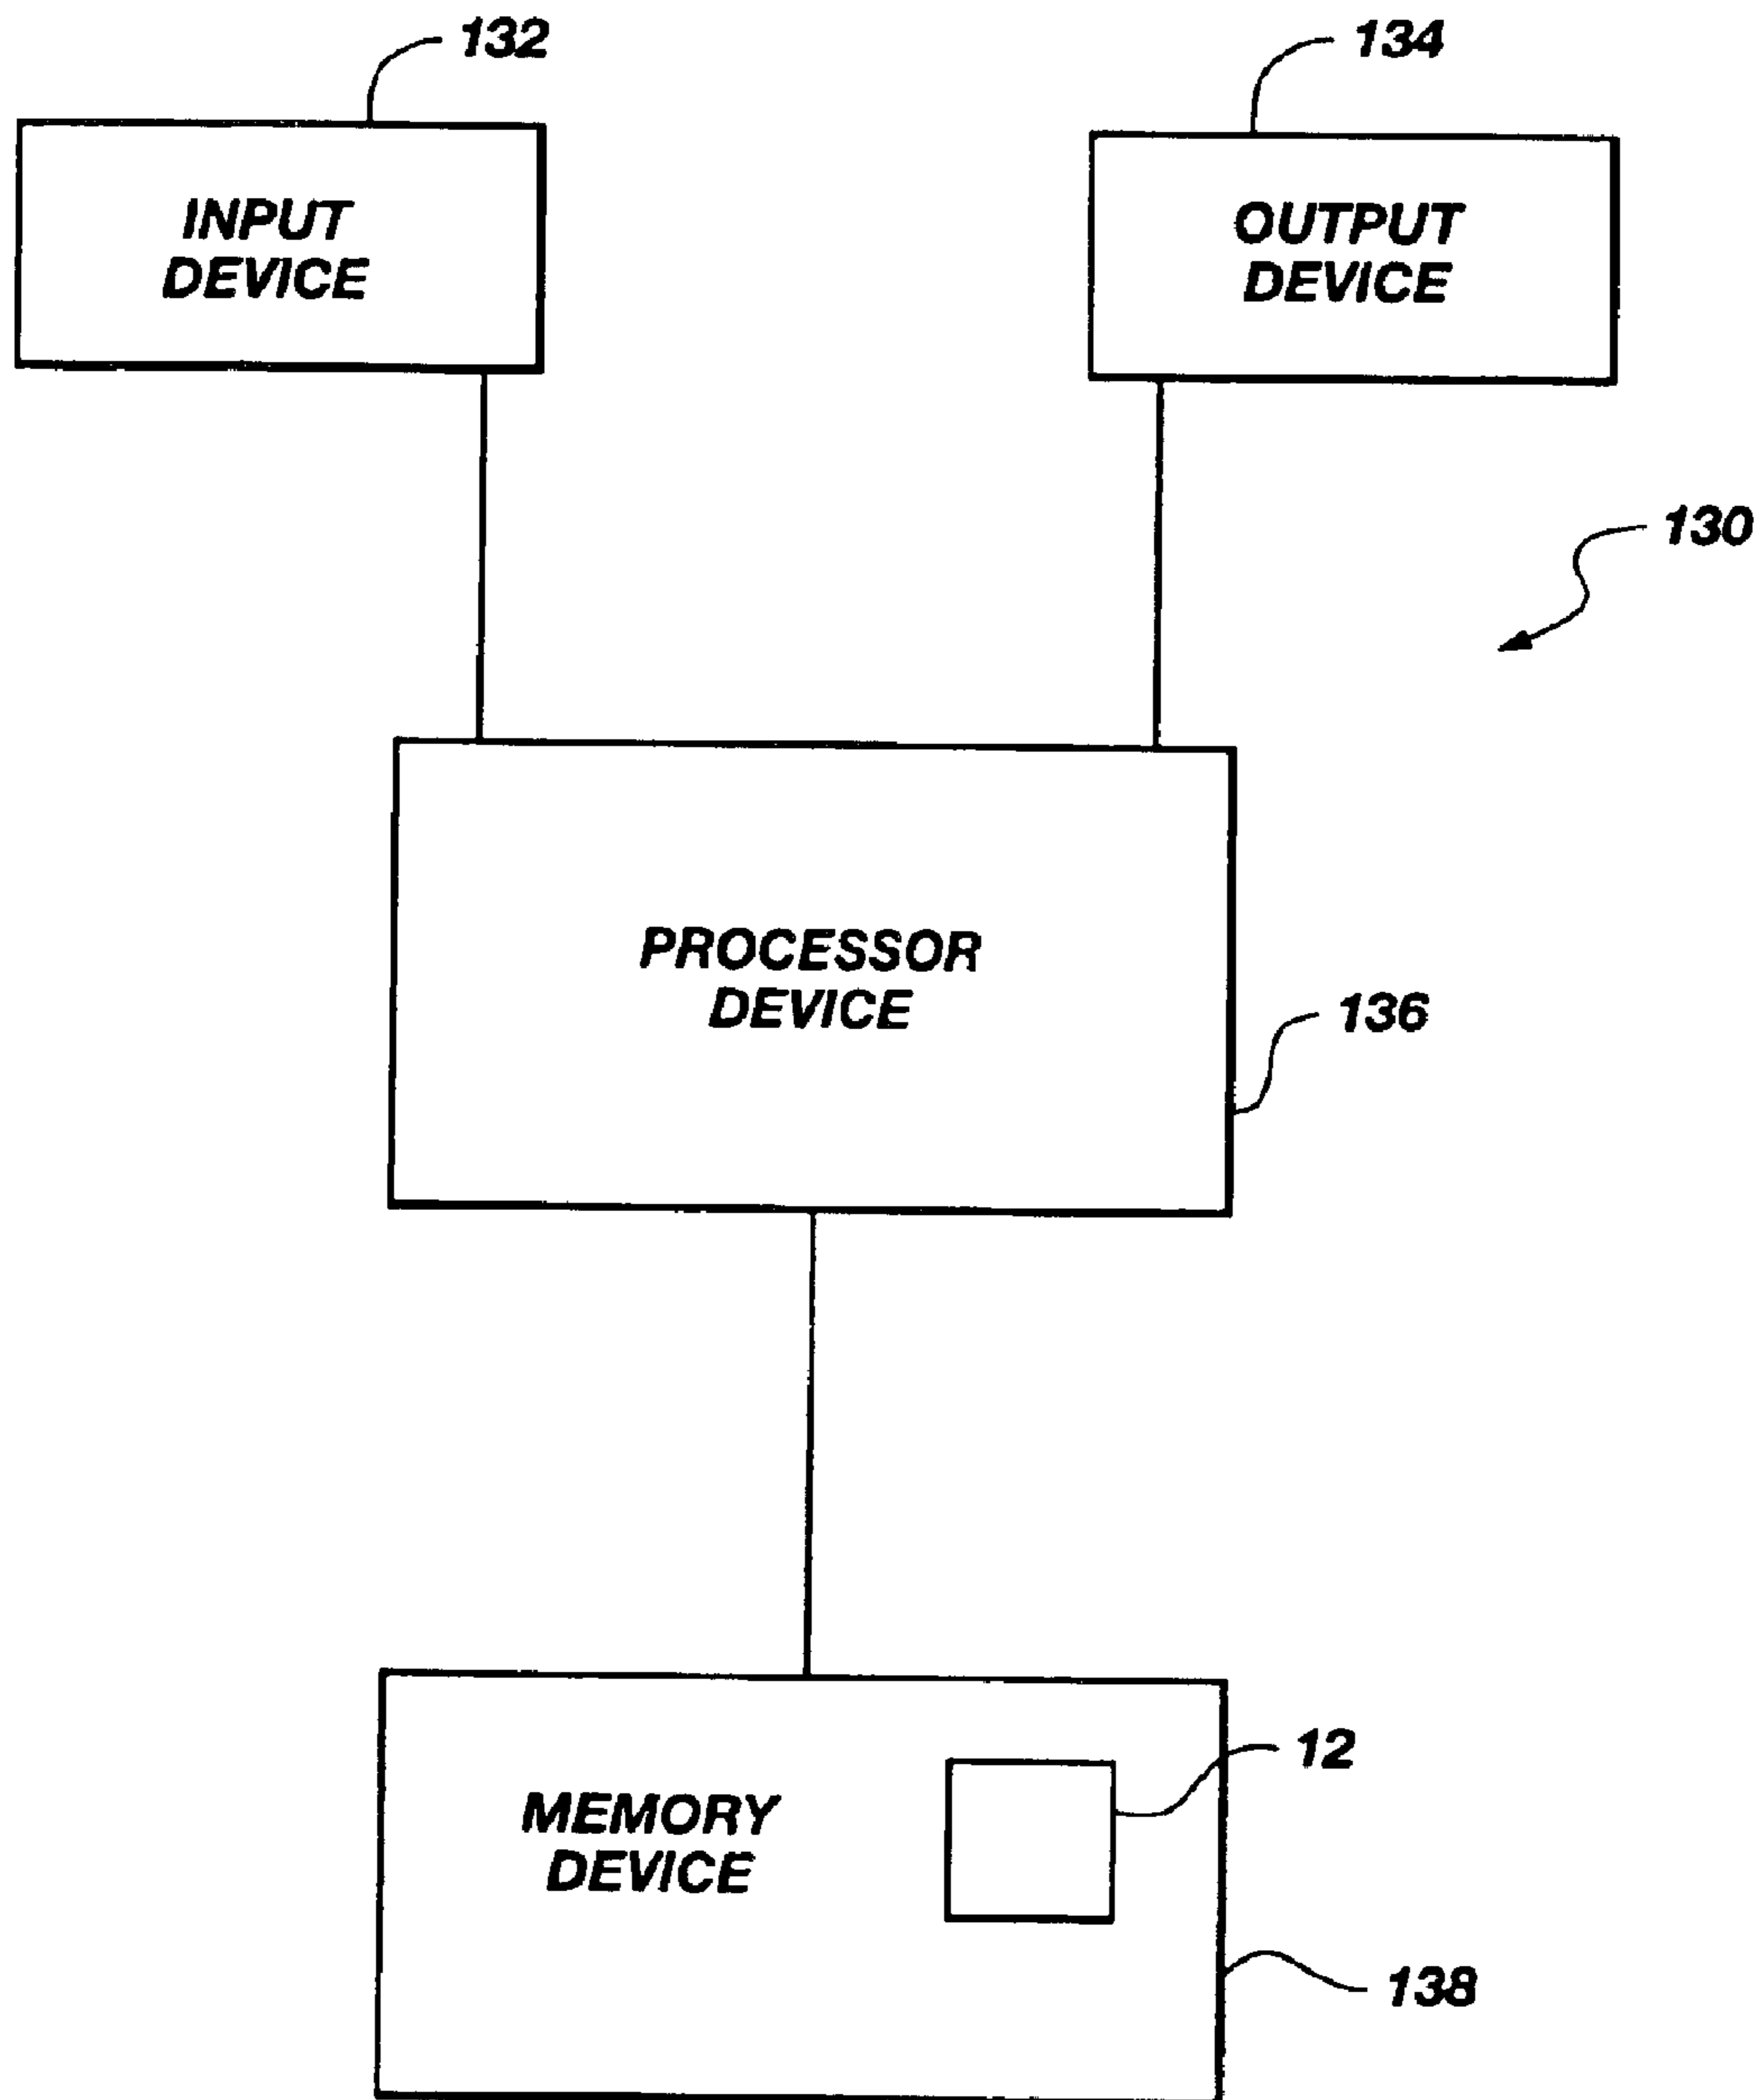 132
134
INPUT
DEVICE
OUTPUT
DEVICE
130
PROCESSOR
DEVICE
136
12
MEMORY
DEVICE
138